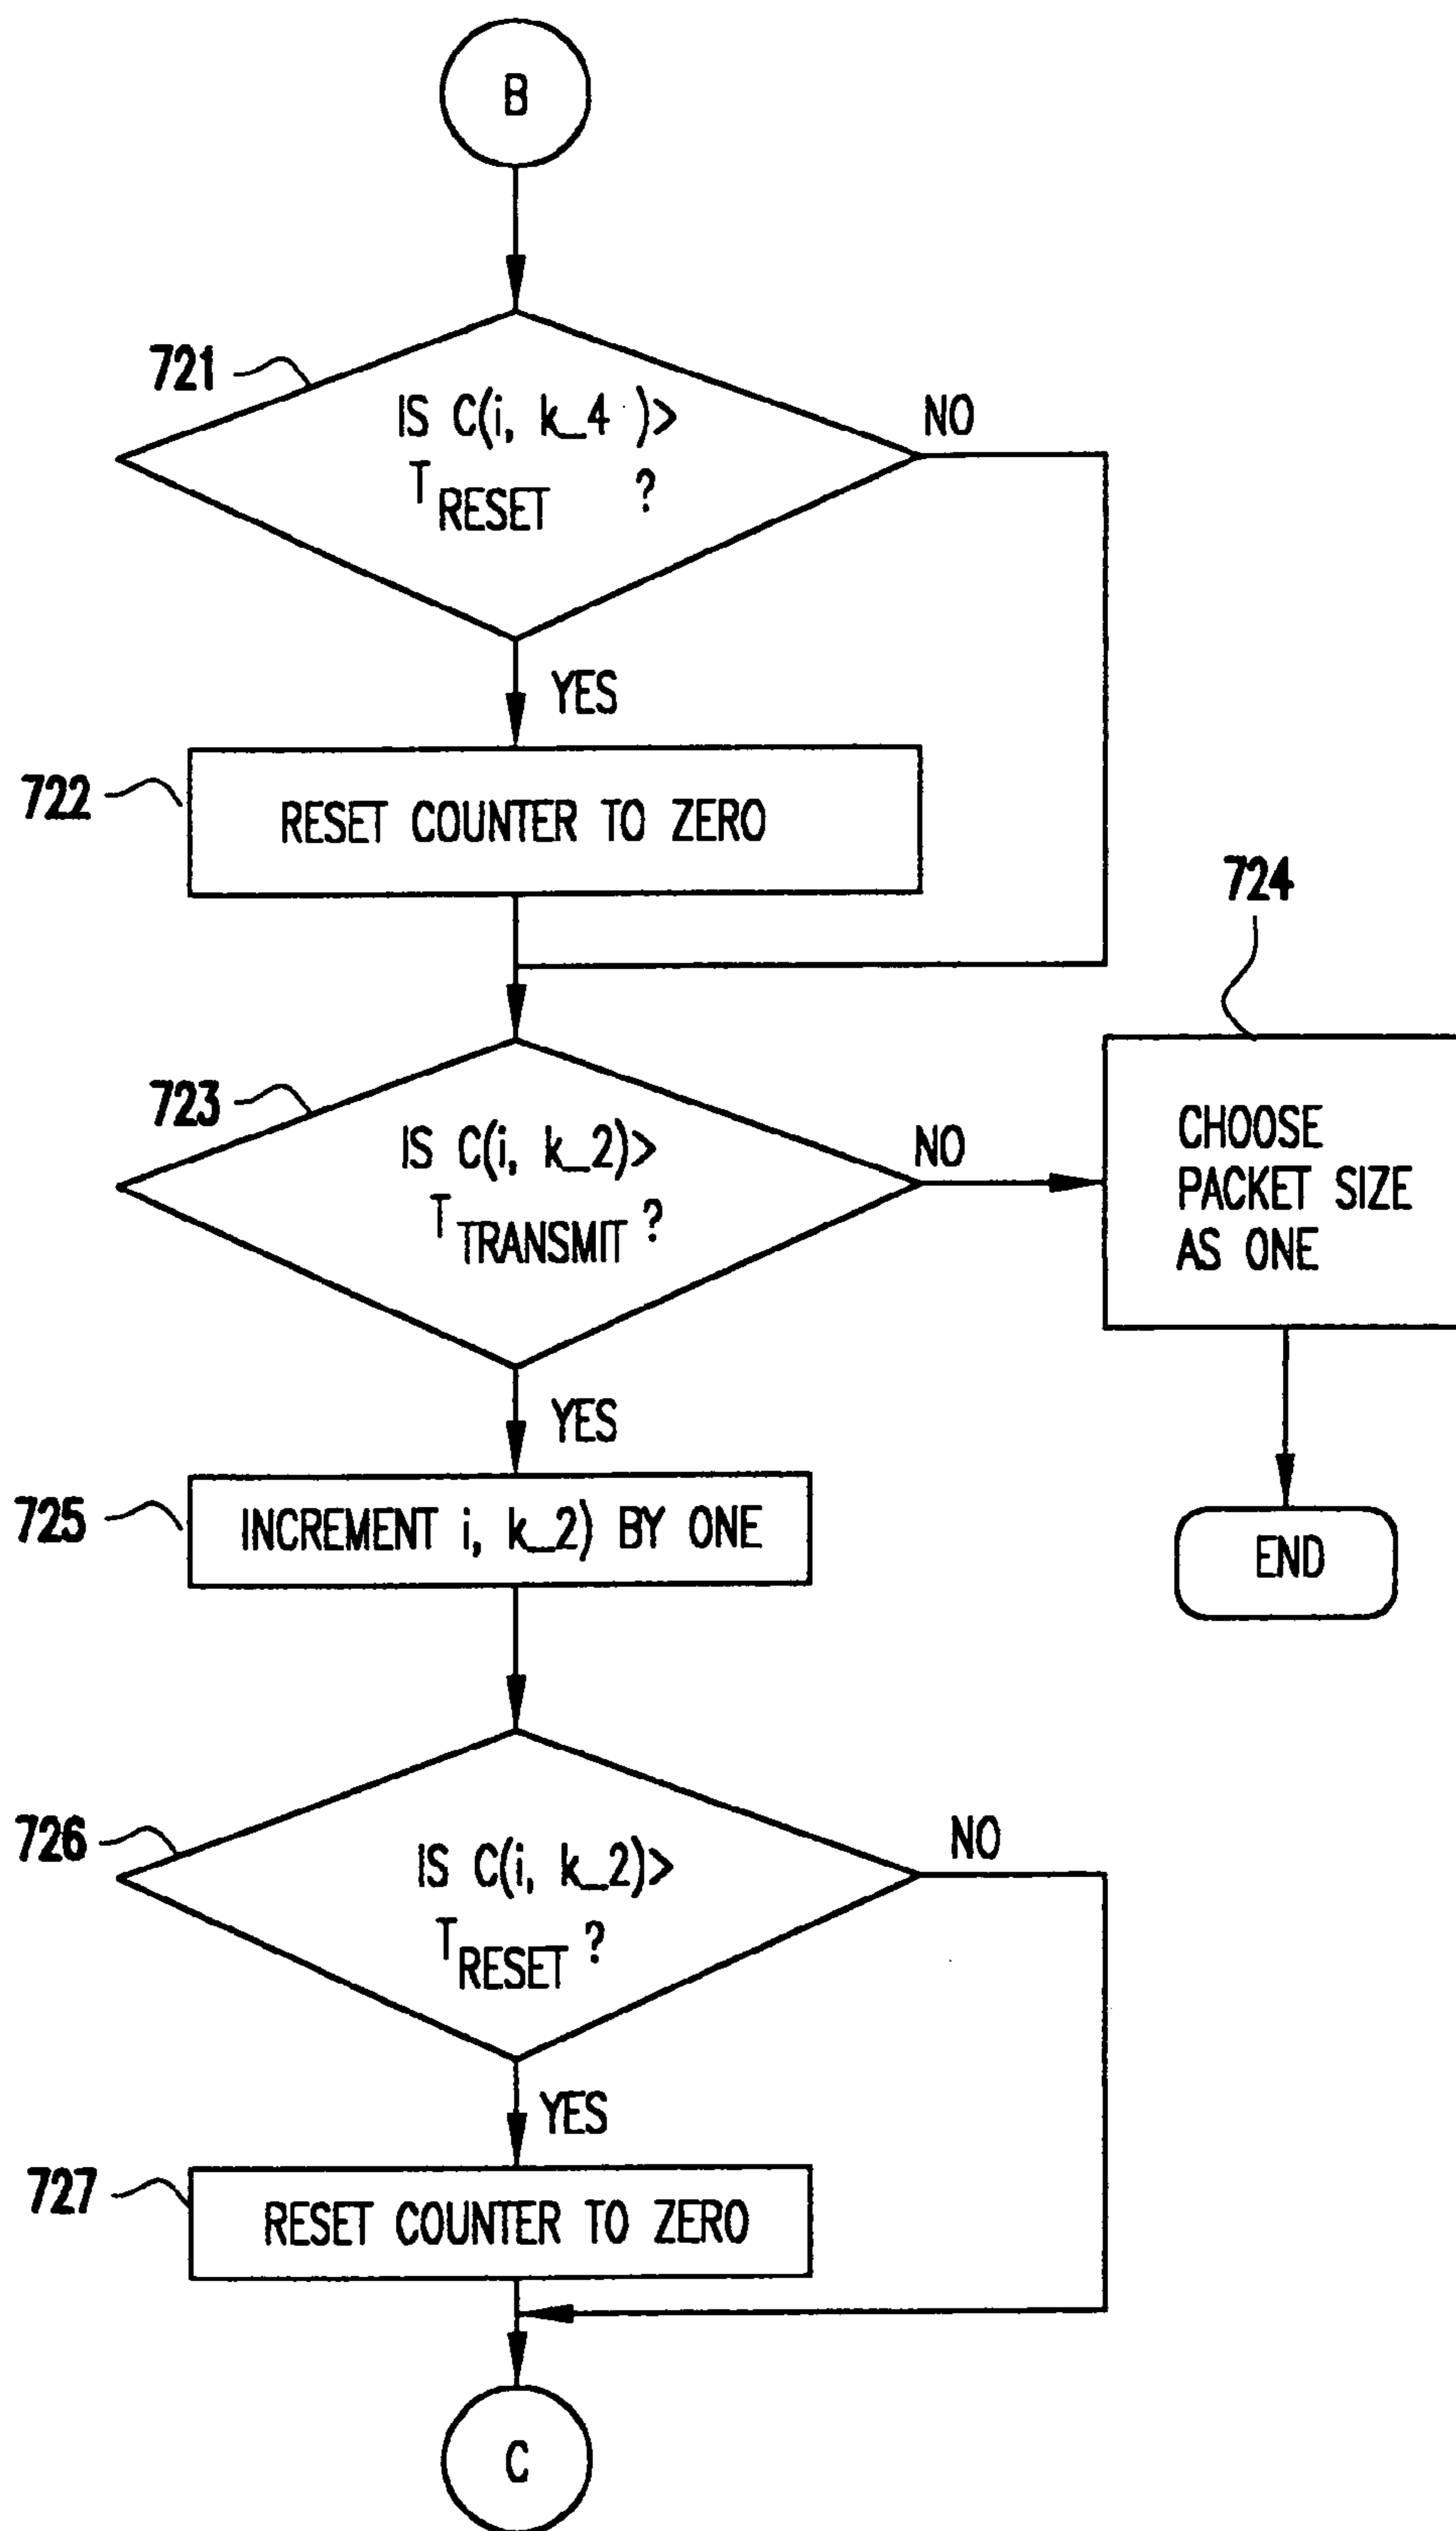 B
721
IS C(i, k_4 )>
NO
T RESET ?
YES
722
RESET COUNTER TO ZERO
724
723
IS C(i, k_2)>
NO
T TRANSMIT ?
CHOOSE
PACKET SIZE
AS ONE
YES
725
INCREMENT i, k_2) BY ONE
END
726
IS C(i, k_2)>
NO
T RESET ?
YES
727
RESET COUNTER TO ZERO
C